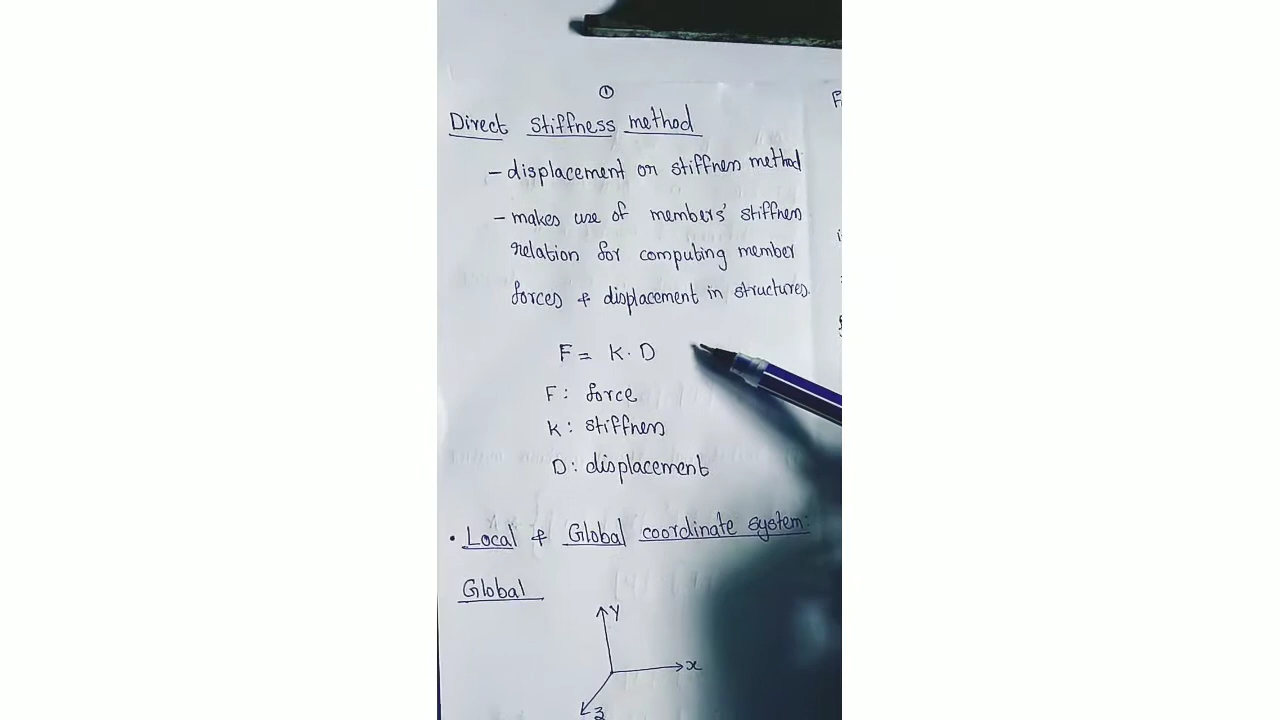 ①
Direct stiffness method
- displacement or stiffness method
- makes use of members' stiffness
relation for computing member
forces & displacement in structures.
F = K · D
F : force
K : stiffness
D : displacement
• Local & Global coordinate system:
Global
Y
x
z